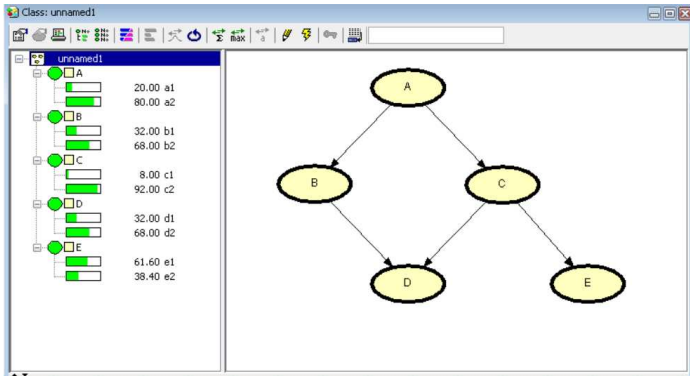 Class: unnamed1
unnamed1
A
20.00 a1
80.00 a2
B
32.00 b1
68.00 b2
C
8.00 c1
92.00 c2
D
32.00 d1
68.00 d2
E
61.60 e1
38.40 e2
A
B
C
D
E